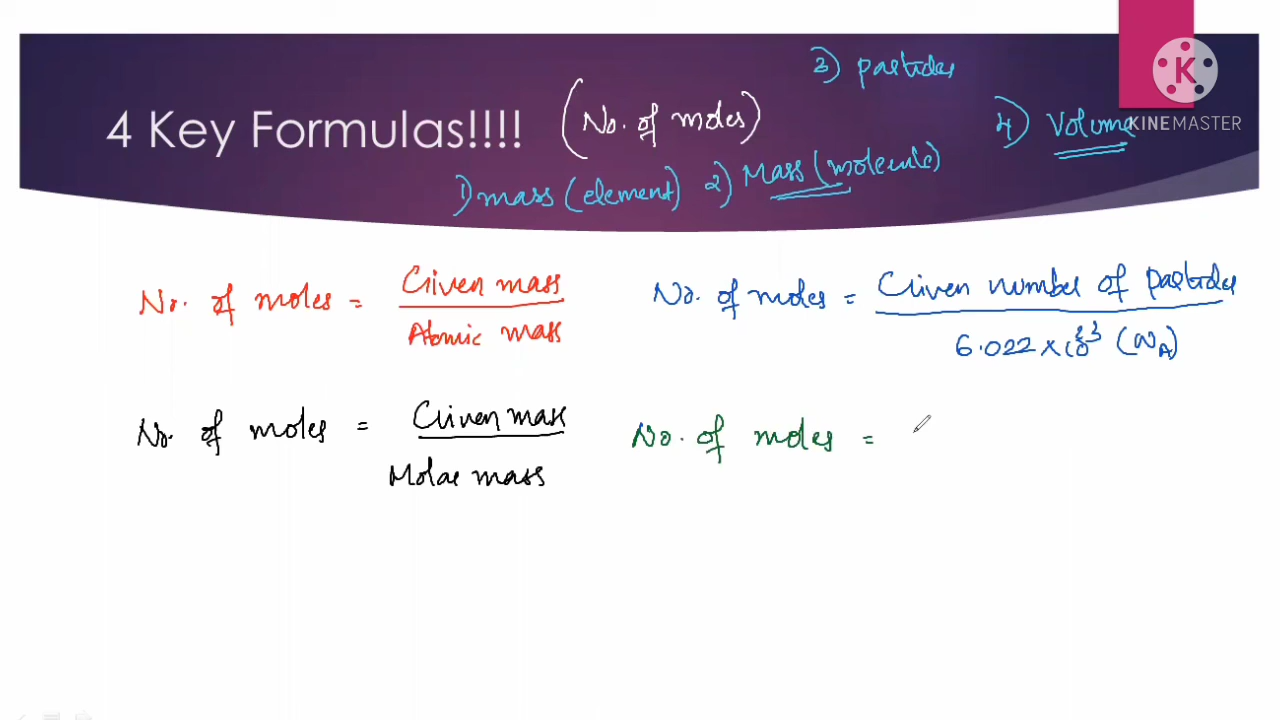 3) particles
4) Volume
KINEMASTER
4 Key Formulas!!!! (No. of moles)
1) mass (element) 2) Mass (molecule)
No. of moles = Given mass / Atomic mass
No. of moles = Given number of particles / 6.022 × 10²³ (NA)
No. of moles = Given mass / Molar mass
No. of moles =